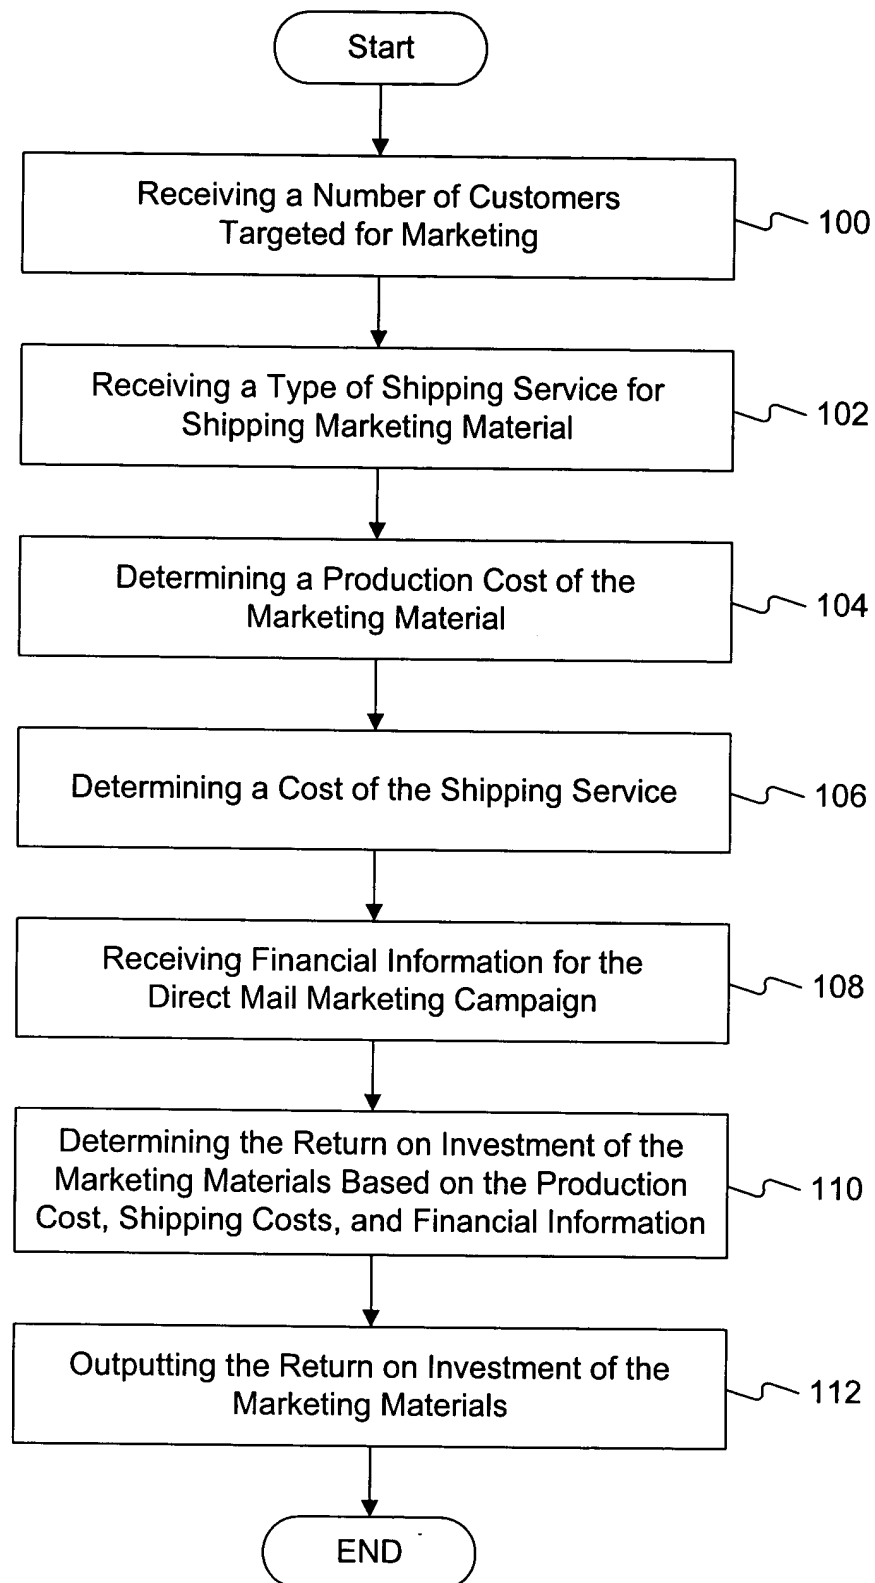 Start
Receiving a Number of Customers
Targeted for Marketing
100
Receiving a Type of Shipping Service for
Shipping Marketing Material
102
Determining a Production Cost of the
Marketing Material
104
Determining a Cost of the Shipping Service
106
Receiving Financial Information for the
Direct Mail Marketing Campaign
108
Determining the Return on Investment of the
Marketing Materials Based on the Production
Cost, Shipping Costs, and Financial Information
110
Outputting the Return on Investment of the
Marketing Materials
112
END